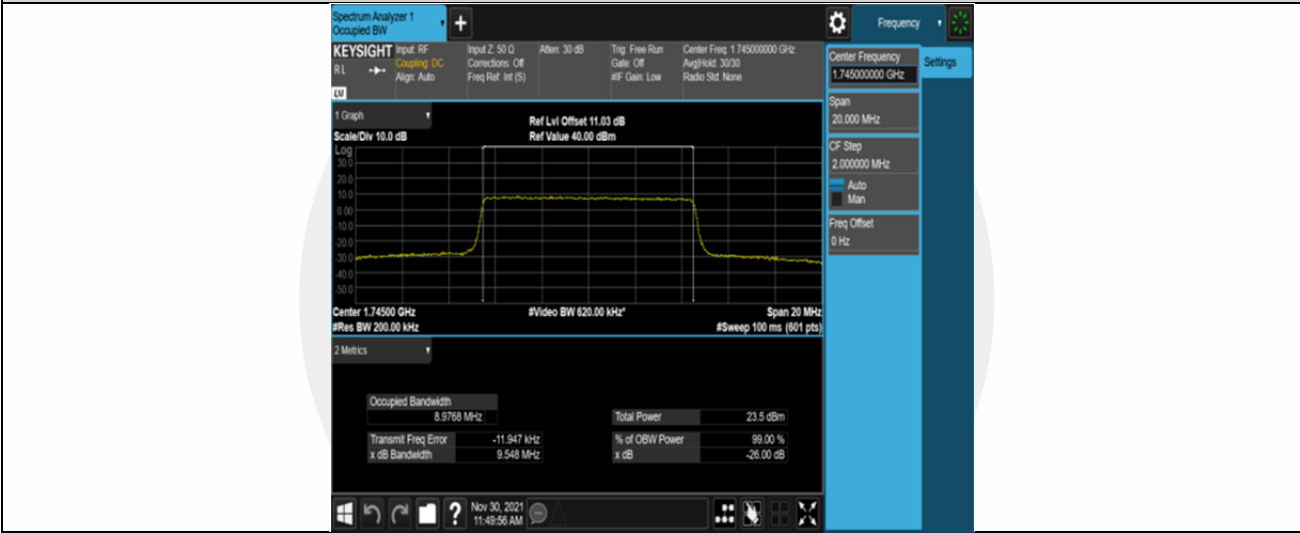 Spectrum Analyzer 1
Occupied BW
+
Frequency
KEYSIGHT
Input: RF
Coupling: DC
Align: Auto
Input Z: 50 Ω
Corrections: Off
Freq Ref: Int (S)
Atten: 30 dB
Trig: Free Run
Gate: Off
#IF Gain: Low
Center Freq: 1.745000000 GHz
Avg|Hold: 30/30
Radio Std: None
R L
Center Frequency
1.745000000 GHz
Settings
Span
20.000 MHz
CF Step
2.000000 MHz
Auto
Man
Freq Offset
0 Hz
1 Graph
Scale/Div 10.0 dB
Ref Lvl Offset 11.03 dB
Ref Value 40.00 dBm
Log
30.0
20.0
10.0
0.00
-10.0
-20.0
-30.0
-40.0
-50.0
Center 1.74500 GHz
#Video BW 620.00 kHz*
Span 20 MHz
#Res BW 200.00 kHz
#Sweep 100 ms (601 pts)
2 Metrics
Occupied Bandwidth
8.9768 MHz
Total Power 23.5 dBm
Transmit Freq Error -11.947 kHz
% of OBW Power 99.00 %
x dB Bandwidth 9.548 MHz
x dB -26.00 dB
?
Nov 30, 2021
11:49:56 AM